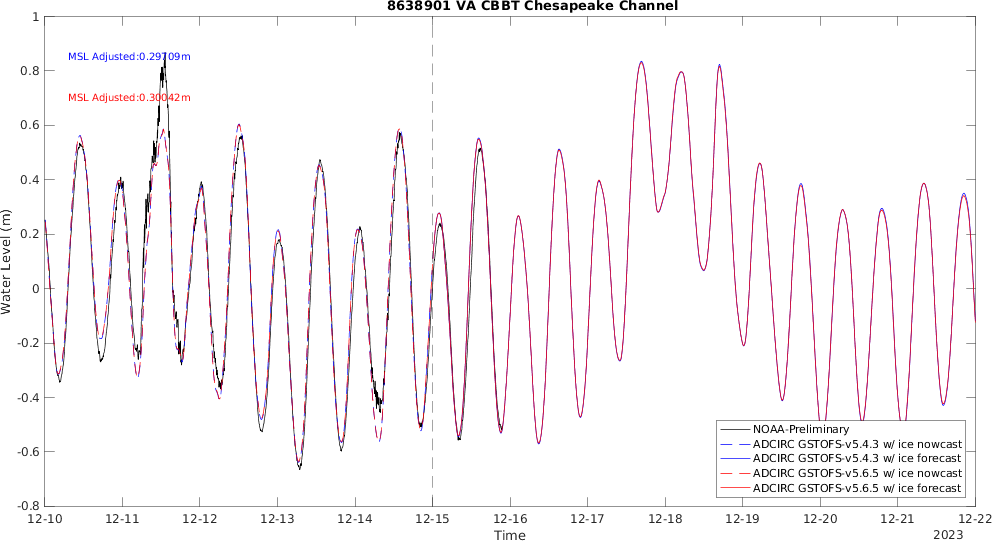 8638901 VA CBBT Chesapeake Channel
MSL Adjusted:0.29709m
MSL Adjusted:0.30042m
Water Level (m)
1
0.8
0.6
0.4
0.2
0
-0.2
-0.4
-0.6
-0.8
NOAA-Preliminary
ADCIRC GSTOFS-v5.4.3 w/ ice nowcast
ADCIRC GSTOFS-v5.4.3 w/ ice forecast
ADCIRC GSTOFS-v5.6.5 w/ ice nowcast
ADCIRC GSTOFS-v5.6.5 w/ ice forecast
12-10 12-11 12-12 12-13 12-14 12-15 12-16 12-17 12-18 12-19 12-20 12-21 12-22
Time
2023